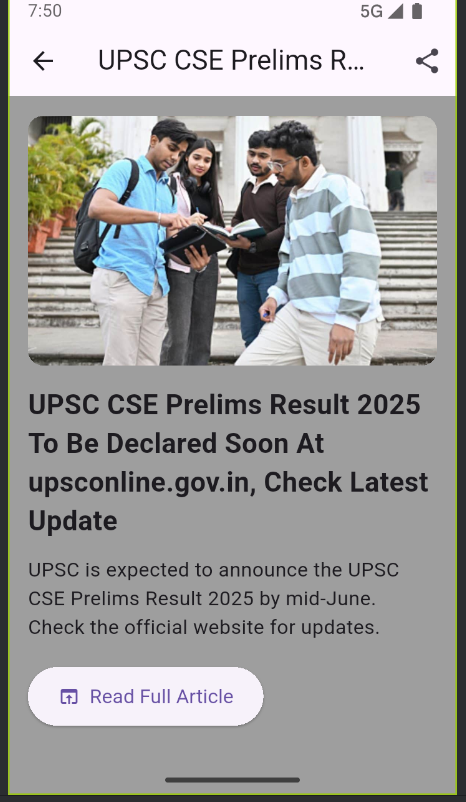 7:50
5G
UPSC CSE Prelims R...
UPSC CSE Prelims Result 2025
To Be Declared Soon At
upsconline.gov.in, Check Latest
Update
UPSC is expected to announce the UPSC
CSE Prelims Result 2025 by mid-June.
Check the official website for updates.
Read Full Article